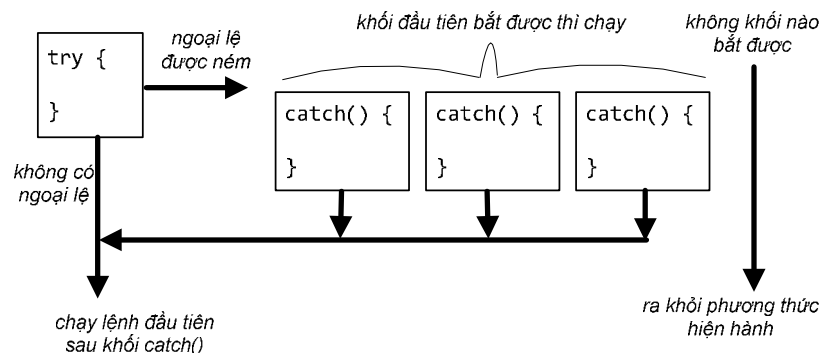 khối đầu tiên bắt được thì chạy
không khối nào
bắt được
ngoại lệ
được ném
try {
}
catch() {
}
catch() {
}
catch() {
}
không có
ngoại lệ
chạy lệnh đầu tiên
sau khối catch()
ra khỏi phương thức
hiện hành